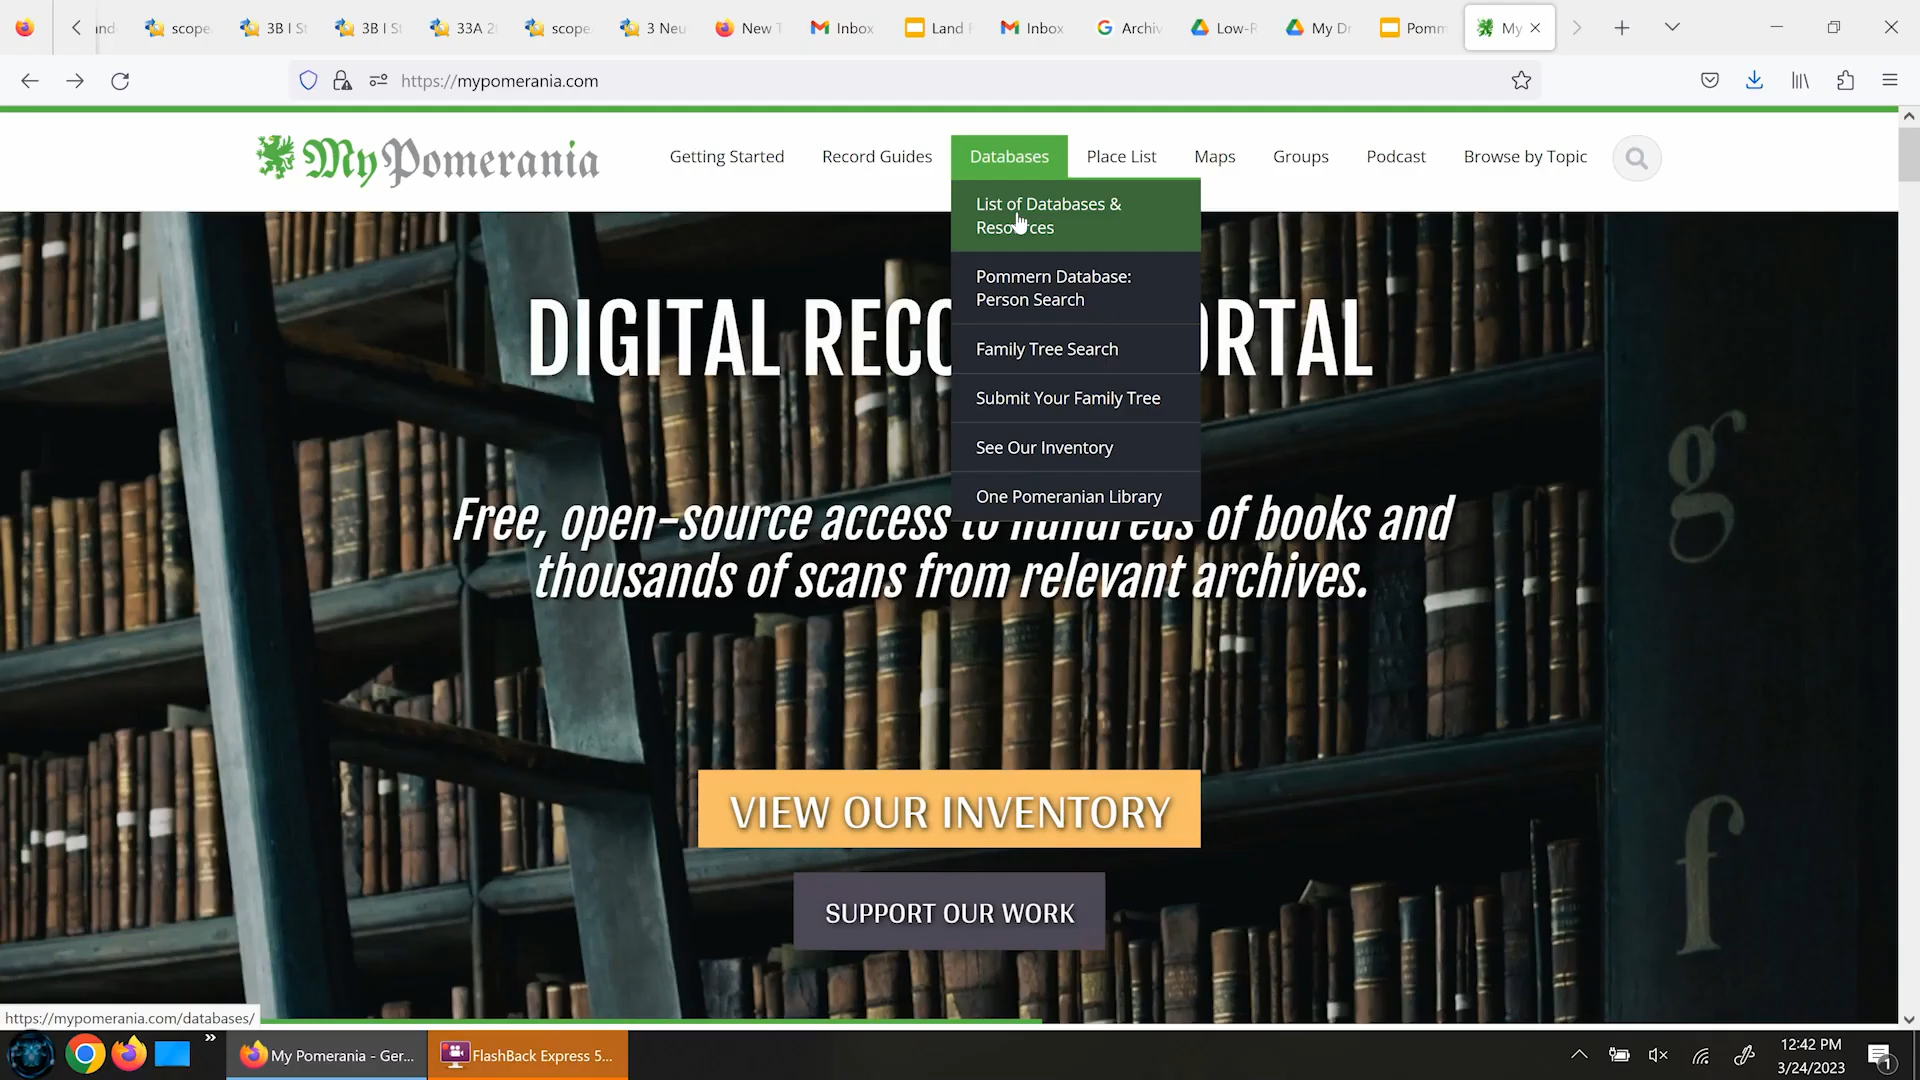 nd
scope
3B I St
3B I St
33A 2
scope
3 Neu
New T
Inbox
Land F
Inbox
Archiv
Low-R
My Dr
Pomm
My
https://mypomerania.com
MyPomerania
Getting Started
Record Guides
Databases
Place List
Maps
Groups
Podcast
Browse by Topic
List of Databases &
Resources
Pommern Database:
Person Search
Family Tree Search
Submit Your Family Tree
See Our Inventory
One Pomeranian Library
DIGITAL RECO RTAL
Free, open-source access to hundreds of books and
thousands of scans from relevant archives.
VIEW OUR INVENTORY
SUPPORT OUR WORK
g
f
https://mypomerania.com/databases/
My Pomerania - Ger...
FlashBack Express 5...
12:42 PM
3/24/2023
1